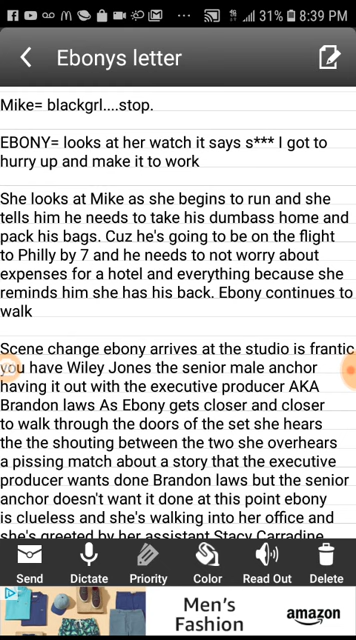 31% 8:39 PM
Ebonys letter
Mike= blackgrl....stop.
EBONY= looks at her watch it says s*** I got to
hurry up and make it to work
She looks at Mike as she begins to run and she
tells him he needs to take his dumbass home and
pack his bags. Cuz he's going to be on the flight
to Philly by 7 and he needs to not worry about
expenses for a hotel and everything because she
reminds him she has his back. Ebony continues to
walk
Scene change ebony arrives at the studio is frantic
you have Wiley Jones the senior male anchor
having it out with the executive producer AKA
Brandon laws As Ebony gets closer and closer
to walk through the doors of the set she hears
the the shouting between the two she overhears
a pissing match about a story that the executive
producer wants done Brandon laws but the senior
anchor doesn't want it done at this point ebony
is clueless and she's walking into her office and
she's greeted by her assistant Stacy Carradine
Send Dictate Priority Color Read Out Delete
Men's
Fashion
amazon